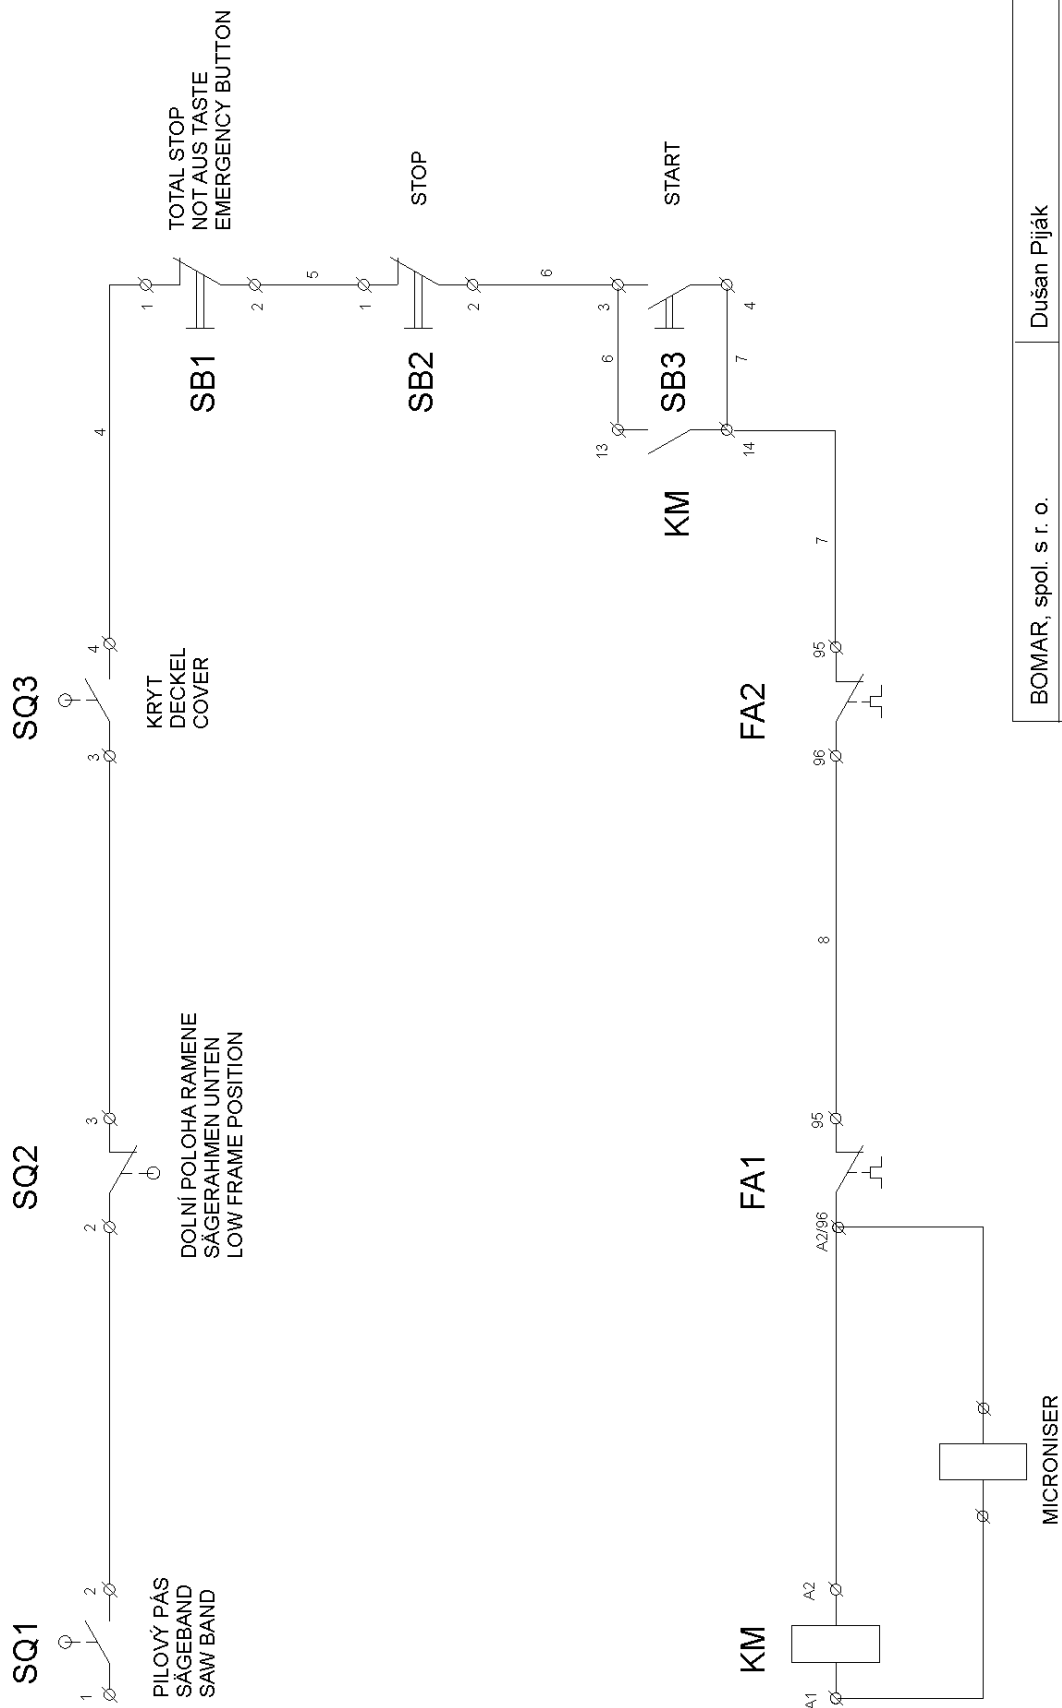 SQ1
1
2
PILOVÝ PÁS
SÄGEBAND
SAW BAND
SQ2
2
3
DOLNÍ POLOHA RAMENE
SÄGERAHMEN UNTEN
LOW FRAME POSITION
SQ3
3
4
KRYT
DECKEL
COVER
4
1
TOTAL STOP
NOT AUS TASTE
EMERGENCY BUTTON
SB1
2
5
1
STOP
SB2
2
6
3
6
13
START
SB3
KM
4
7
14
7
95
FA2
96
8
95
FA1
A2/96
A2
KM
A1
MICRONISER
BOMAR, spol. s r. o.
Dušan Piják